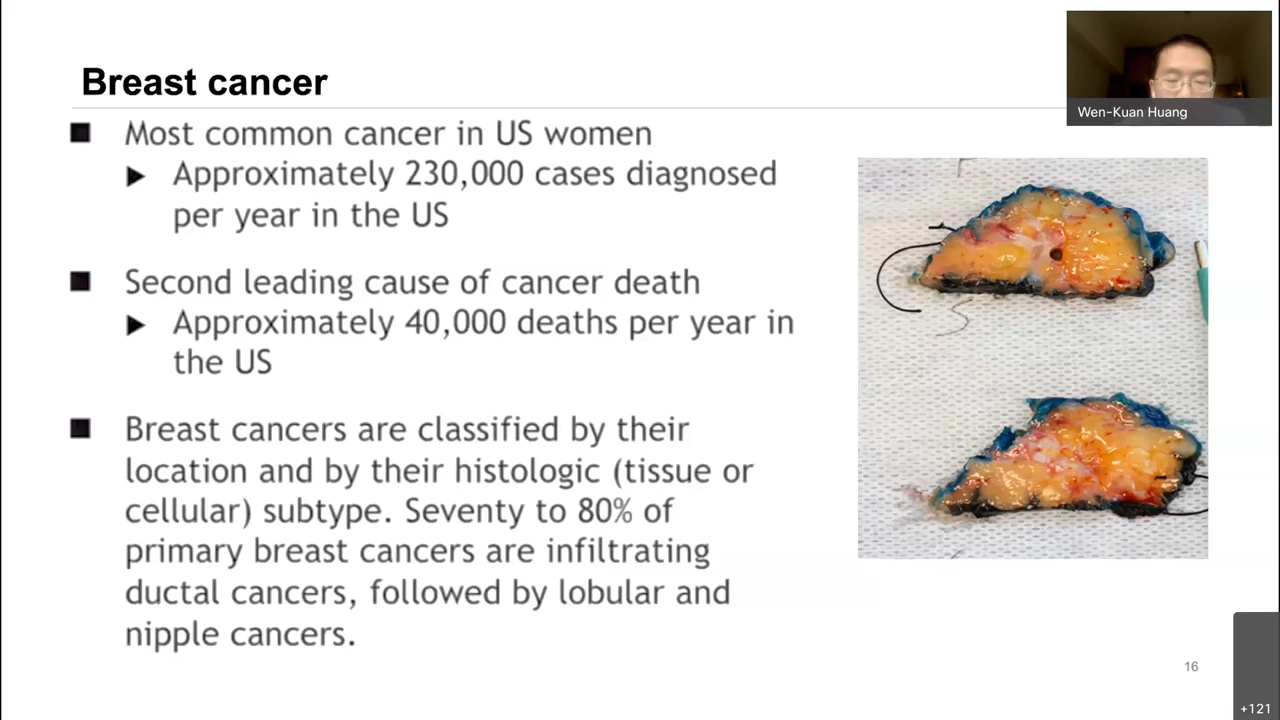 Breast cancer
Wen-Kuan Huang
Most common cancer in US women
Approximately 230,000 cases diagnosed
per year in the US
Second leading cause of cancer death
Approximately 40,000 deaths per year in
the US
Breast cancers are classified by their
location and by their histologic (tissue or
cellular) subtype. Seventy to 80% of
primary breast cancers are infiltrating
ductal cancers, followed by lobular and
nipple cancers.
16
+121